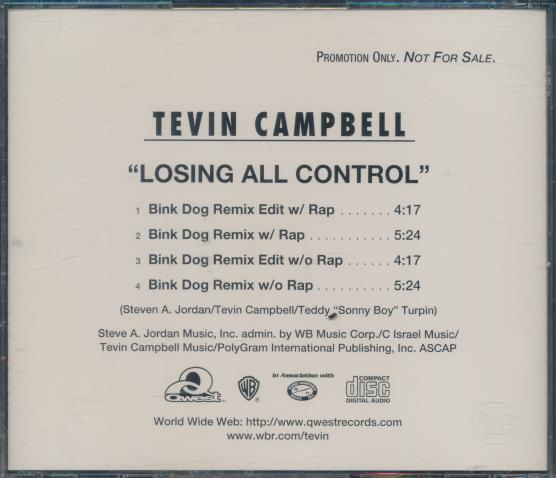 PROMOTION ONLY. NOT FOR SALE.
TEVIN CAMPBELL
“LOSING ALL CONTROL”
1 Bink Dog Remix Edit w/ Rap ....... 4:17
2 Bink Dog Remix w/ Rap ........... 5:24
3 Bink Dog Remix Edit w/o Rap ...... 4:17
4 Bink Dog Remix w/o Rap .......... 5:24
(Steven A. Jordan/Tevin Campbell/Teddy “Sonny Boy” Turpin)
Steve A. Jordan Music, Inc. admin. by WB Music Corp./C Israel Music/
Tevin Campbell Music/PolyGram International Publishing, Inc. ASCAP
In Association with
Qwest WB COMPACT disc DIGITAL AUDIO
World Wide Web: http://www.qwestrecords.com
www.wbr.com/tevin